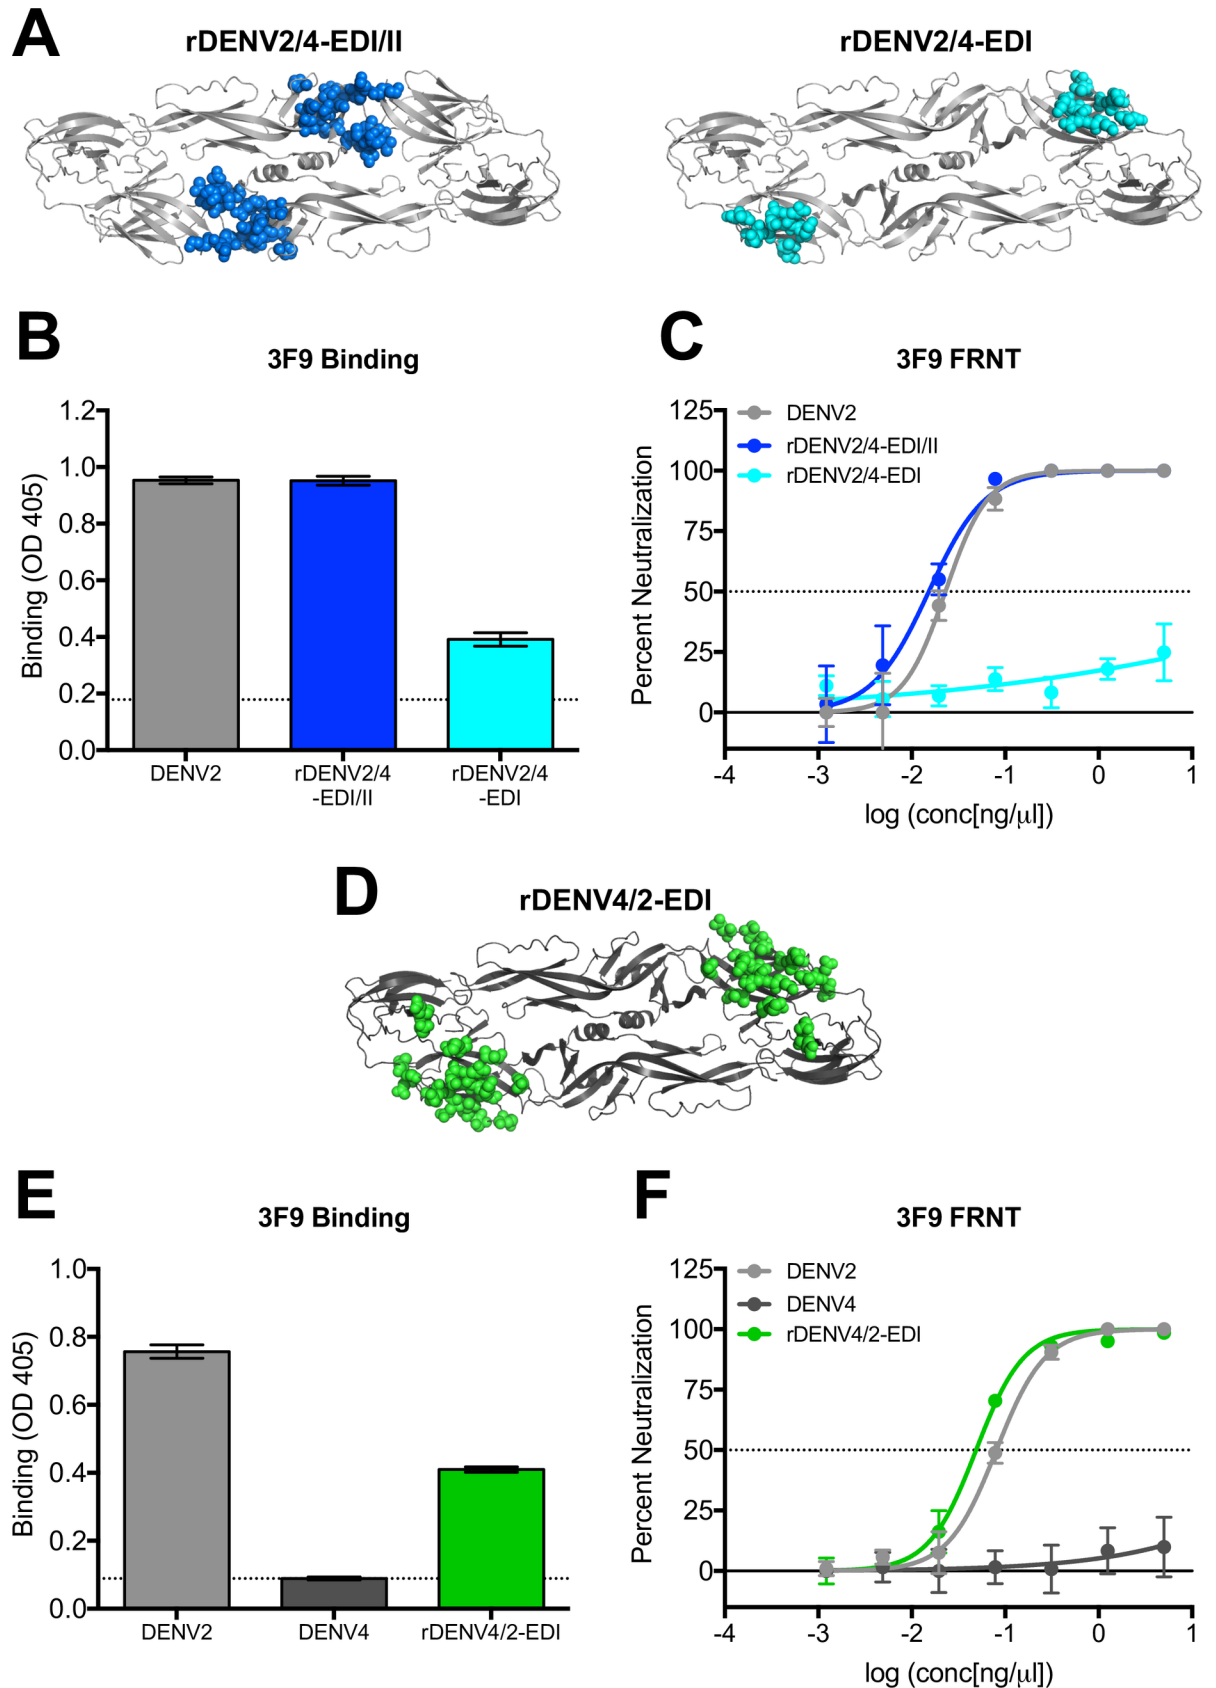 A
rDENV2/4-EDI/II
rDENV2/4-EDI
B
3F9 Binding
Binding (OD 405)
1.2
1.0
0.8
0.6
0.4
0.2
0.0
DENV2
rDENV2/4
-EDI/II
rDENV2/4
-EDI
C
3F9 FRNT
DENV2
rDENV2/4-EDI/II
rDENV2/4-EDI
Percent Neutralization
125
100
75
50
25
0
-4
-3
-2
-1
0
1
log (conc[ng/μl])
D
rDENV4/2-EDI
E
3F9 Binding
Binding (OD 405)
1.0
0.8
0.6
0.4
0.2
0.0
DENV2
DENV4
rDENV4/2-EDI
F
3F9 FRNT
DENV2
DENV4
rDENV4/2-EDI
Percent Neutralization
125
100
75
50
25
0
-4
-3
-2
-1
0
1
log (conc[ng/μl])